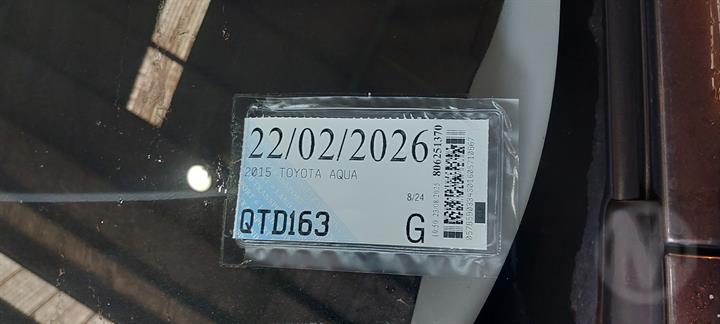 22/02/2026
2015 TOYOTA AQUA
8/24
QTD163
G
806251370